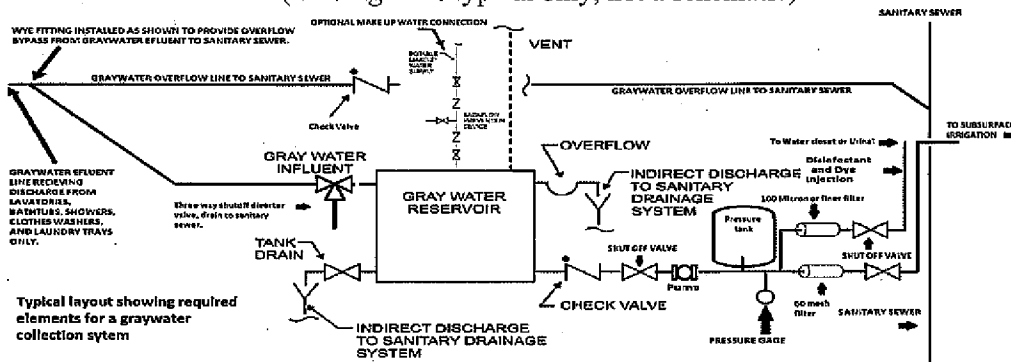 SANITARY SEWER
OPTIONAL MAKE UP WATER CONNECTION
WYE FITTING INSTALLED AS SHOWN TO PROVIDE OVERFLOW
BYPASS FROM GRAYWATER EFLUENT TO SANITARY SEWER.
VENT
GRAYWATER OVERFLOW LINE TO SANITARY SEWER
GRAYWATER OVERFLOW LINE TO SANITARY SEWER
Check Valve
TO SUBSURFACE
IRRIGATION
To Water closet or Urinal
OVERFLOW
GRAY WATER
INFLUENT
Disinfectant
and Dye
Injection
GRAYWATER EFLUENT
LINE RECIEVING
DISCHARGE FROM
LAVATORIES,
BATHTUBS, SHOWERS,
CLOTHES WASHERS,
AND LAUNDRY TRAYS
ONLY.
INDIRECT DISCHARGE
TO SANITARY
DRAINAGE
SYSTEM
GRAY WATER
RESERVOIR
Three way shutoff diverter
valve, drain to sanitary
sewer.
100 Micron or finer filter
Pressure
tank
TANK
DRAIN
SHUT OFF VALVE
SHUT OFF VALVE
Pump
CHECK VALVE
60 mesh
filter
SANITARY SEWER
Typical layout showing required
elements for a graywater
collection sytem
INDIRECT DISCHARGE
TO SANITARY DRAINAGE
SYSTEM
PRESSURE GAGE